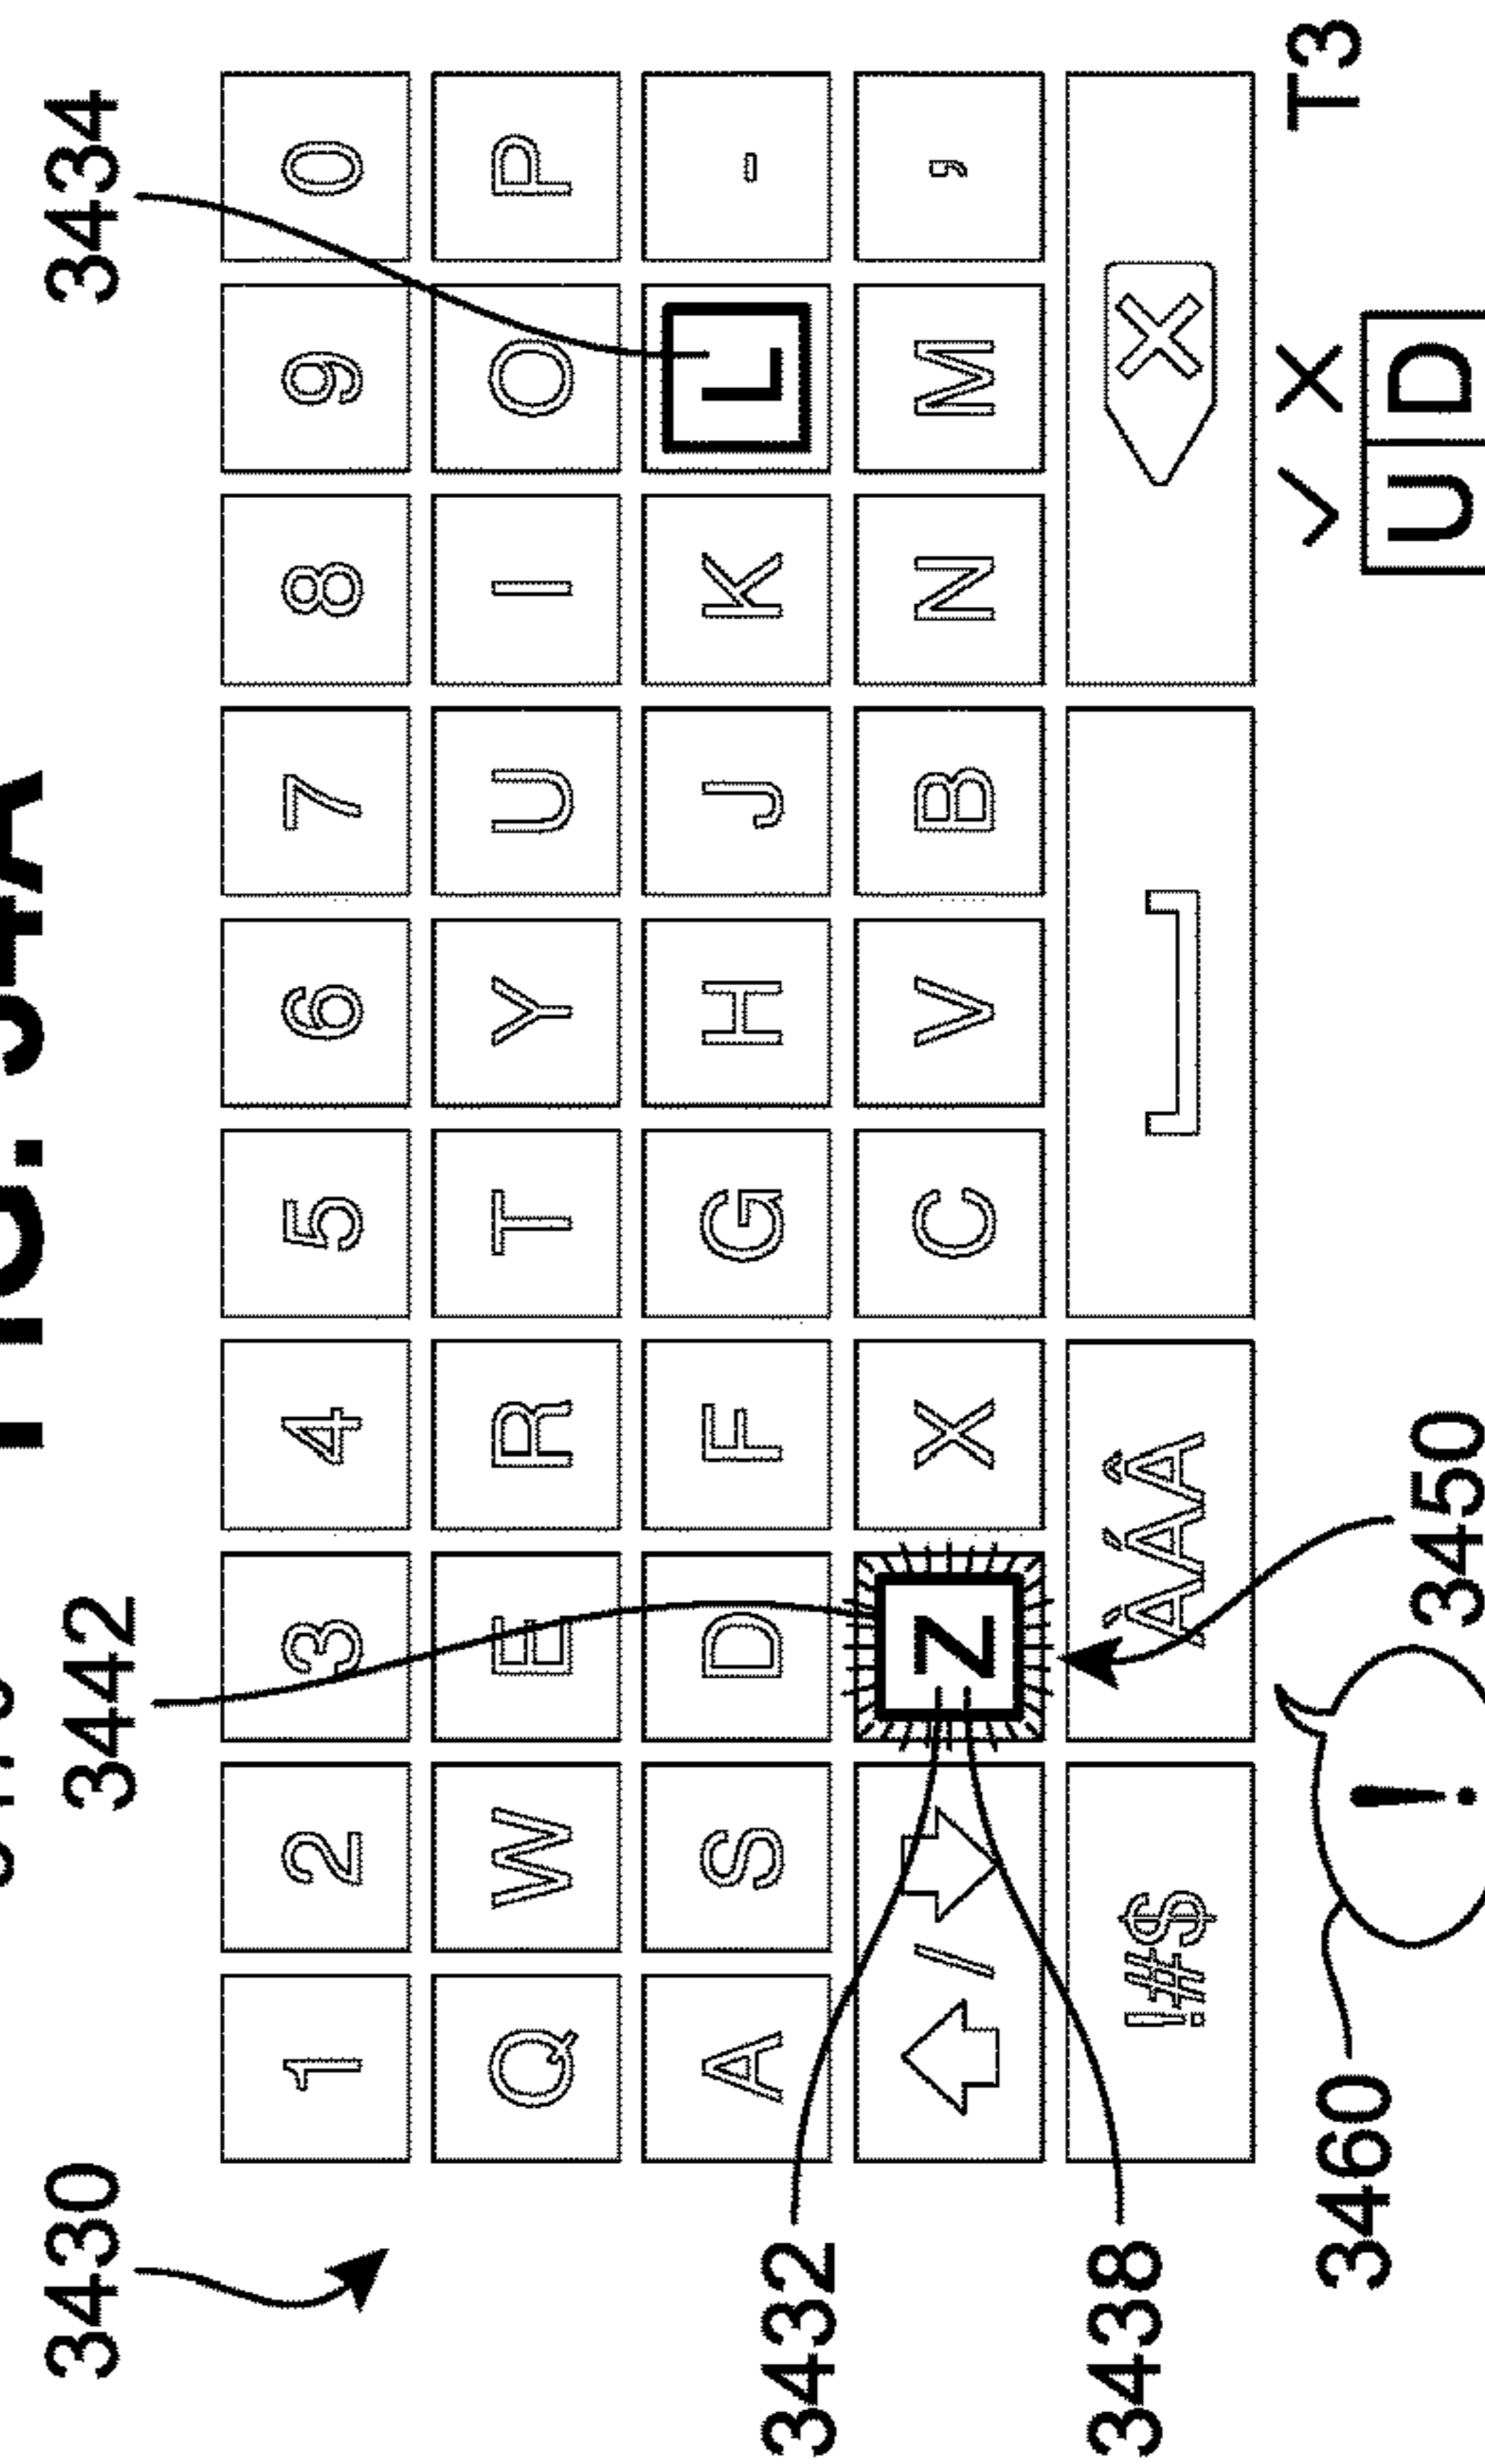 FIG. 34A
3430 3442 3434
1 2 3 4 5 6 7 8 9 0
Q W E R T Y U I O P
A S D F G H J K L -
3432
/ Z X C V B N M ,
3438
!#$ ÀÁÂ
✓ X T3
3460 ! 3450 U D